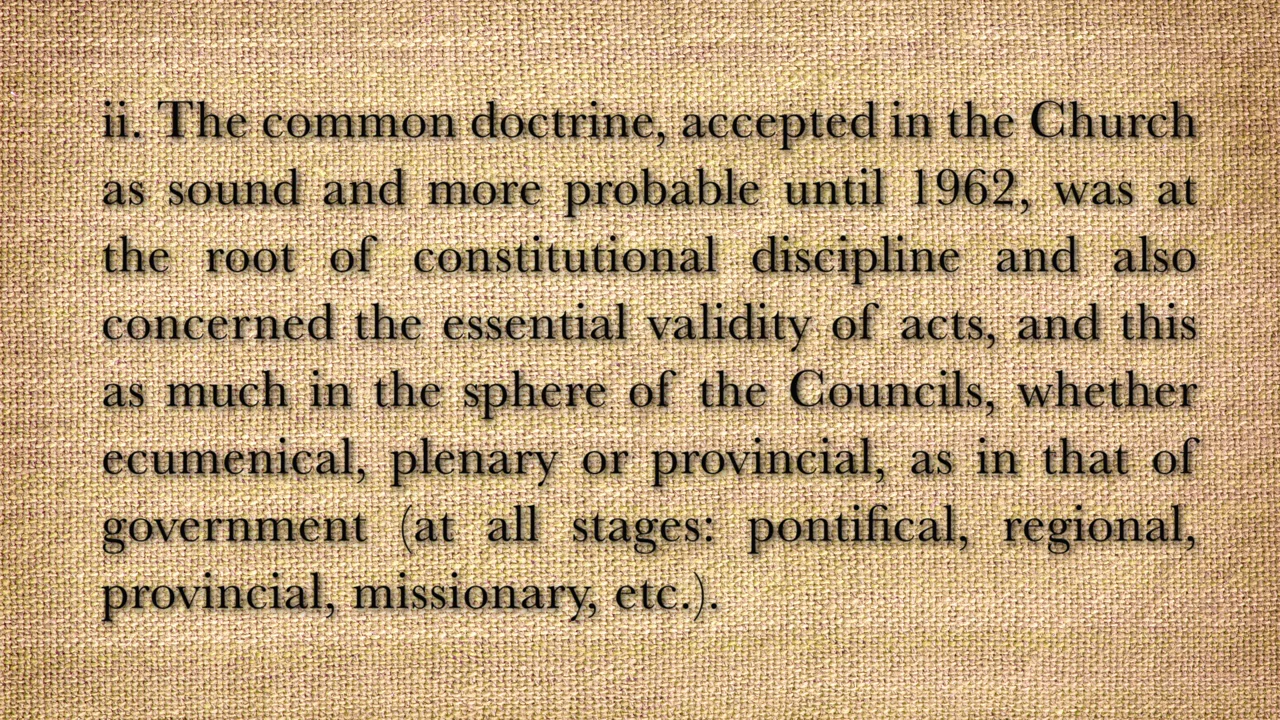 ii. The common doctrine, accepted in the Church
as sound and more probable until 1962, was at
the root of constitutional discipline and also
concerned the essential validity of acts, and this
as much in the sphere of the Councils, whether
ecumenical, plenary or provincial, as in that of
government (at all stages: pontifical, regional,
provincial, missionary, etc.).